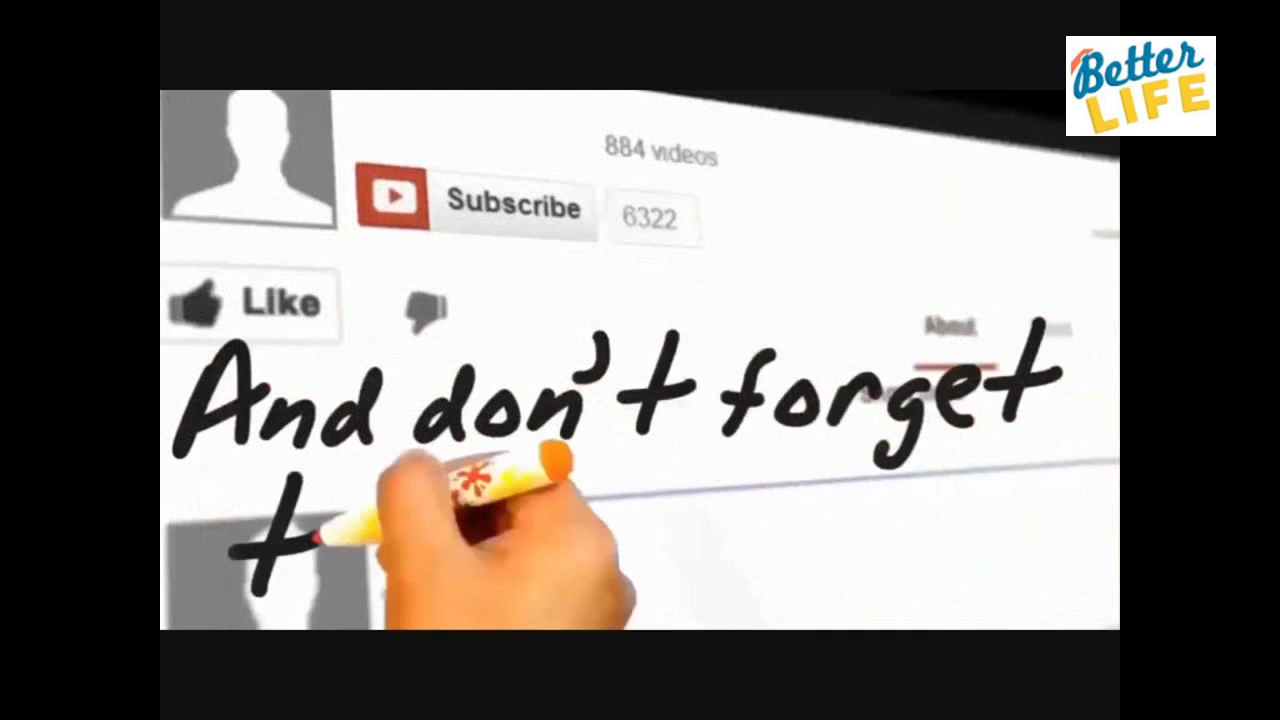 Better
LIFE
884 videos
Subscribe
6322
Like
About
And don't forget
t